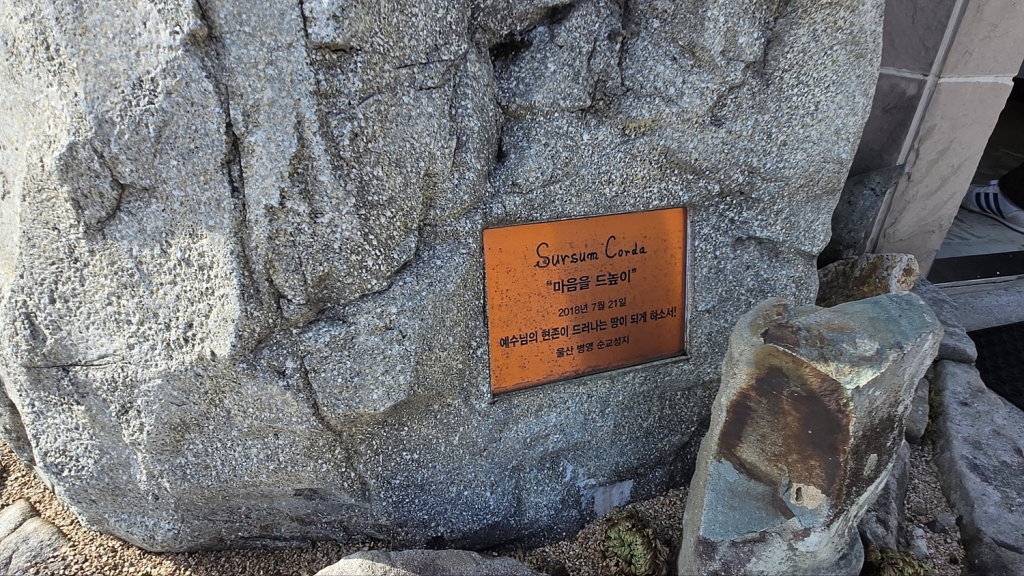 Sursum Corda
“마음을 드높이”
2018년 7월 21일
예수님의 현존이 드러나는 땅이 되게 하소서!
울산 병영 순교성지